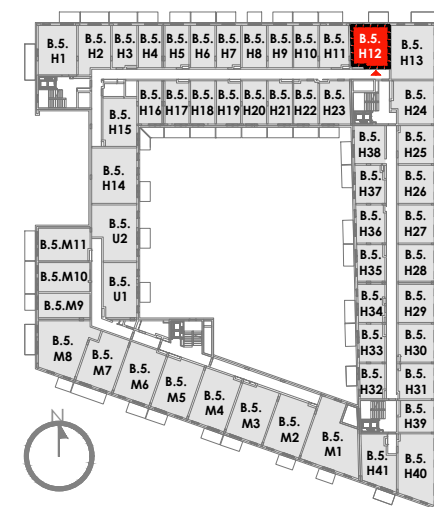 B.5.
H1
B.5.
H2
B.5.
H3
B.5.
H4
B.5.
H5
B.5.
H6
B.5.
H7
B.5.
H8
B.5.
H9
B.5.
H10
B.5.
H11
B.5.
H12
B.5.
H13
B.5.
H15
B.5.
H16
B.5.
H17
B.5.
H18
B.5.
H19
B.5.
H20
B.5.
H21
B.5.
H22
B.5.
H23
B.5.
H24
B.5.
H38
B.5.
H25
B.5.
H14
B.5.
H37
B.5.
H26
B.5.
U2
B.5.
H36
B.5.
H27
B.5.M11
B.5.
H35
B.5.
H28
B.5.M10
B.5.
U1
B.5.
H34
B.5.
H29
B.5.M9
B.5.
M8
B.5.
M7
B.5.
M6
B.5.
M5
B.5.
M4
B.5.
M3
B.5.
M2
B.5.
M1
B.5.
H33
B.5.
H30
B.5.
H32
B.5.
H31
B.5.
H39
B.5.
H41
B.5.
H40
N